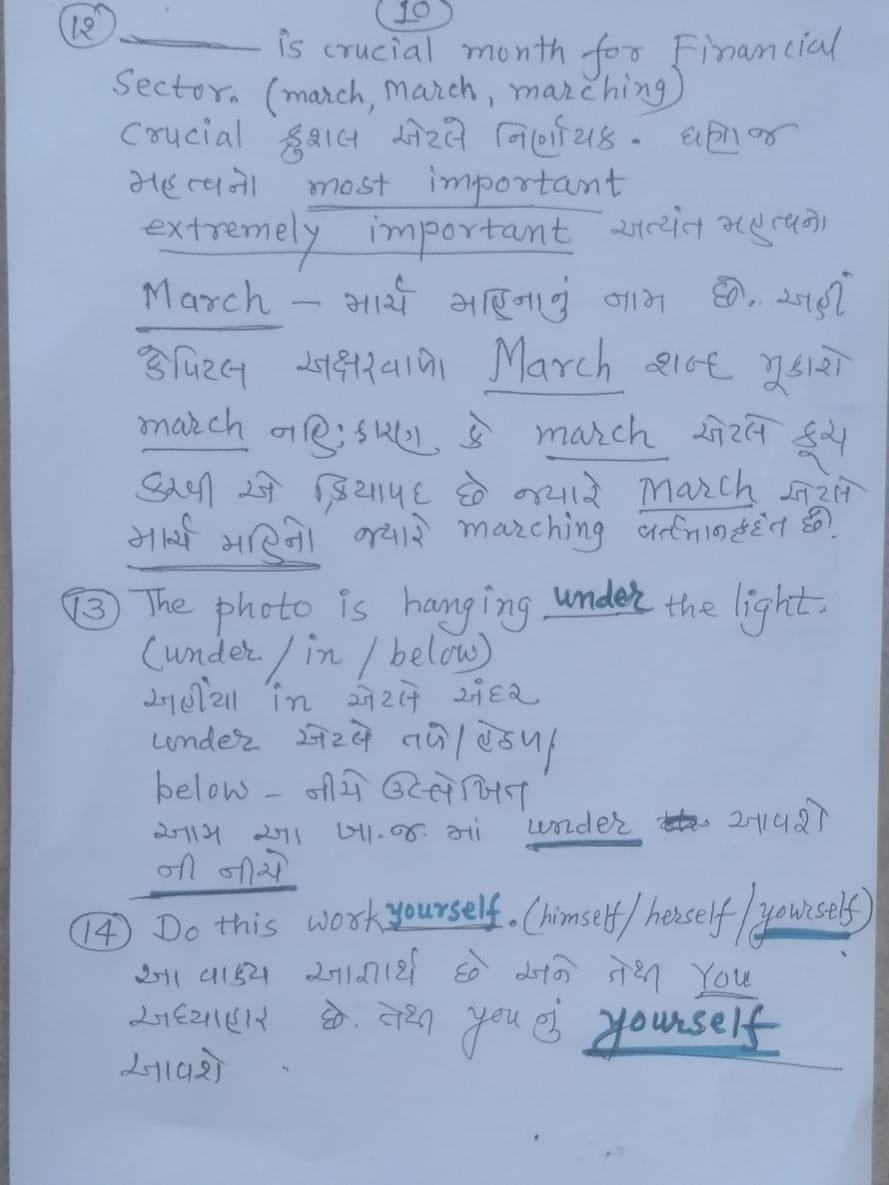 10
(12) ______ is crucial month for Financial
Sector. (march, March, marching)
Crucial કુશલ એટલે નિર્ણાયક. ઘણો જ
મહત્વનો most important
extremely important અત્યંત મહત્વનો
March – માર્ચ મહિનાનું નામ છે. અહીં
કેપિટલ અક્ષરવાળો March શબ્દ મૂકાશે
march નહિ; કારણ કે march એટલે કૂચ
કરવી એ ક્રિયાપદ છે જ્યારે March એટલે
માર્ચ મહિનો જ્યારે marching વર્તમાનકૃદંત છે.
(13) The photo is hanging under the light.
(under / in / below)
અહીંયા in એટલે અંદર
under એટલે તળે/હેઠળ/
below – નીચે ઉલ્લેખિત
આમ આ ખા.જ. માં under આવશે
ની નીચે
(14) Do this work yourself. (himself/herself/yourself)
આ વાક્ય આજ્ઞાર્થ છે અને તેથી You
અધ્યાહાર છે. તેથી you નું yourself
આવશે .